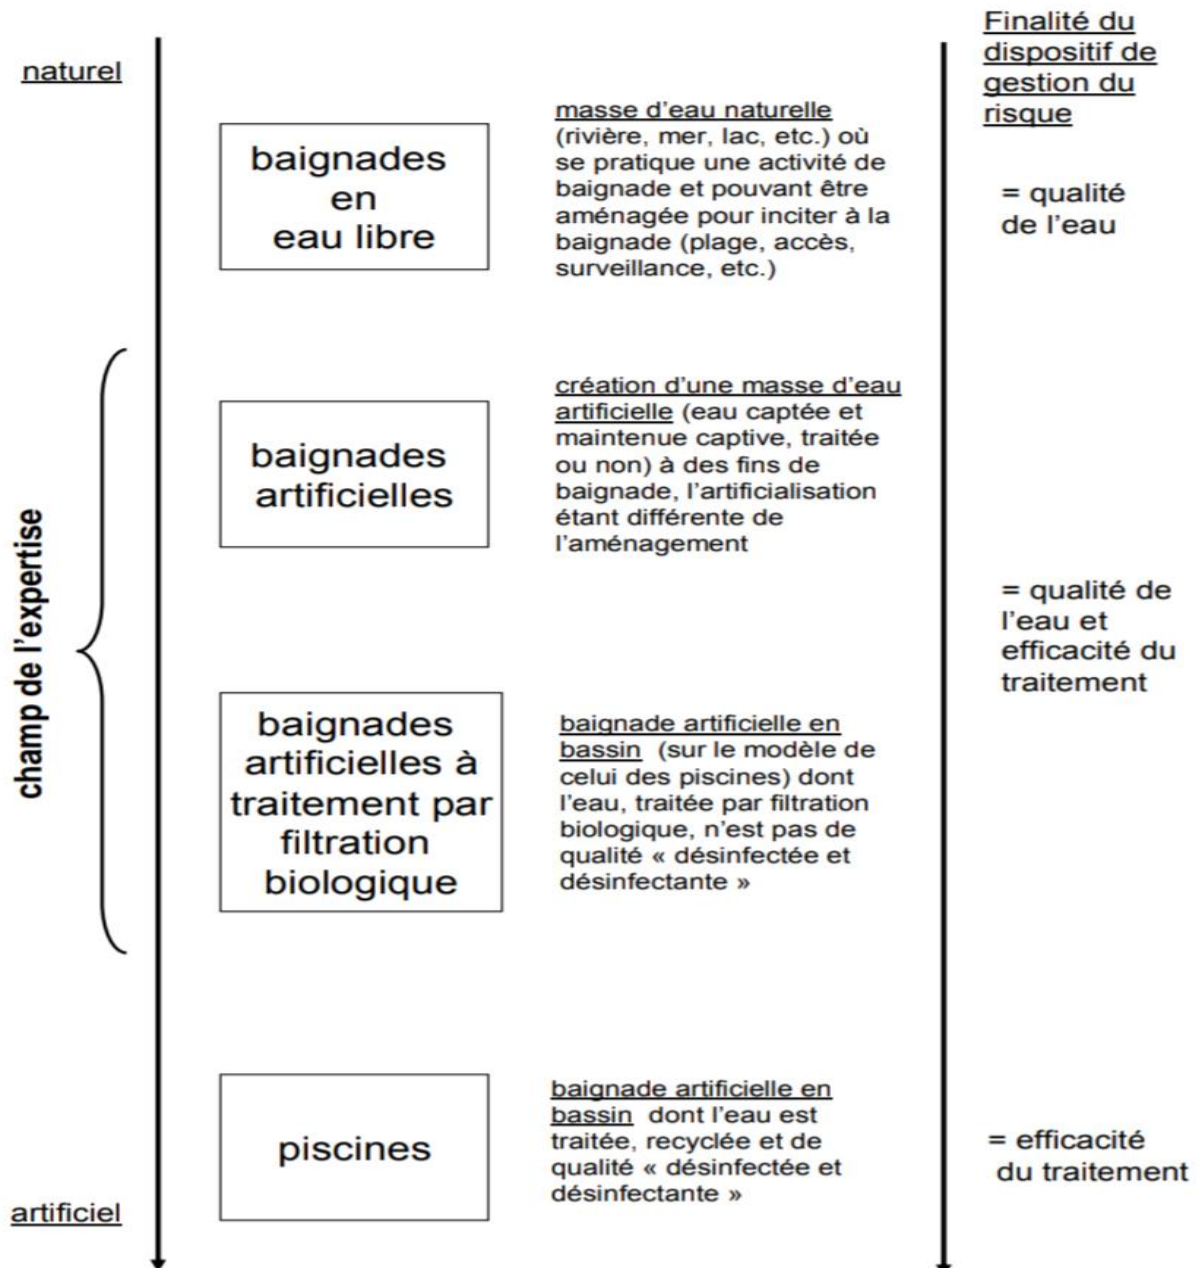 naturel
Finalité du
dispositif de
gestion du
risque
baignades
en
eau libre
masse d'eau naturelle
(rivière, mer, lac, etc.) où
se pratique une activité de
baignade et pouvant être
aménagée pour inciter à la
baignade (plage, accès,
surveillance, etc.)
= qualité
de l'eau
champ de l'expertise
baignades
artificielles
création d'une masse d'eau
artificielle (eau captée et
maintenue captive, traitée
ou non) à des fins de
baignade, l'artificialisation
étant différente de
l'aménagement
= qualité de
l'eau et
efficacité du
traitement
baignades
artificielles à
traitement par
filtration
biologique
baignade artificielle en
bassin (sur le modèle de
celui des piscines) dont
l'eau, traitée par filtration
biologique, n'est pas de
qualité « désinfectée et
désinfectante »
piscines
baignade artificielle en
bassin dont l'eau est
traitée, recyclée et de
qualité « désinfectée et
désinfectante »
= efficacité
du traitement
artificiel